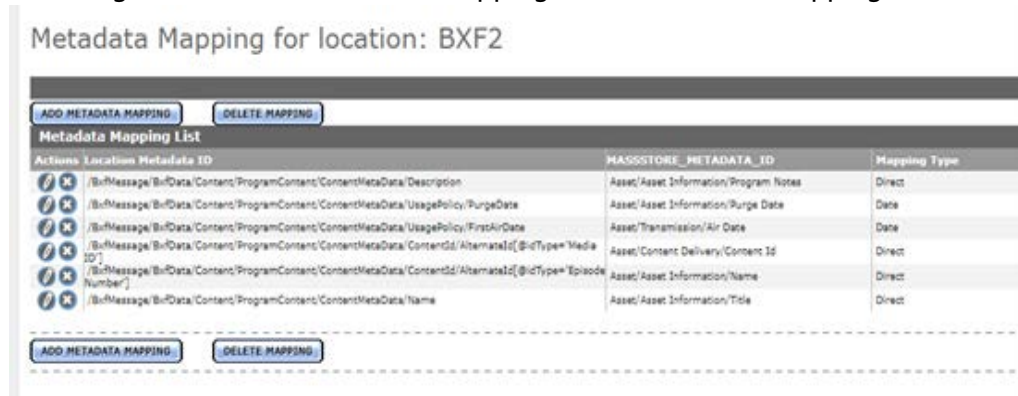 Metadata Mapping for location: BXF2
ADD METADATA MAPPING DELETE MAPPING
Metadata Mapping List
Actions Location Metadata ID MASSSTORE_METADATA_ID Mapping Type
/BxfMessage/BxfData/Content/ProgramContent/ContentMetaData/Description Asset/Asset Information/Program Notes Direct
/BxfMessage/BxfData/Content/ProgramContent/ContentMetaData/UsagePolicy/PurgeDate Asset/Asset Information/Purge Date Date
/BxfMessage/BxfData/Content/ProgramContent/ContentMetaData/UsagePolicy/FirstAirDate Asset/Transmission/Air Date Date
/BxfMessage/BxfData/Content/ProgramContent/ContentMetaData/ContentId/AlternateId[@idType='Media
ID'] Asset/Content Delivery/Content Id Direct
/BxfMessage/BxfData/Content/ProgramContent/ContentMetaData/ContentId/AlternateId[@idType='Episode
Number'] Asset/Asset Information/Name Direct
/BxfMessage/BxfData/Content/ProgramContent/ContentMetaData/Name Asset/Asset Information/Title Direct
ADD METADATA MAPPING DELETE MAPPING